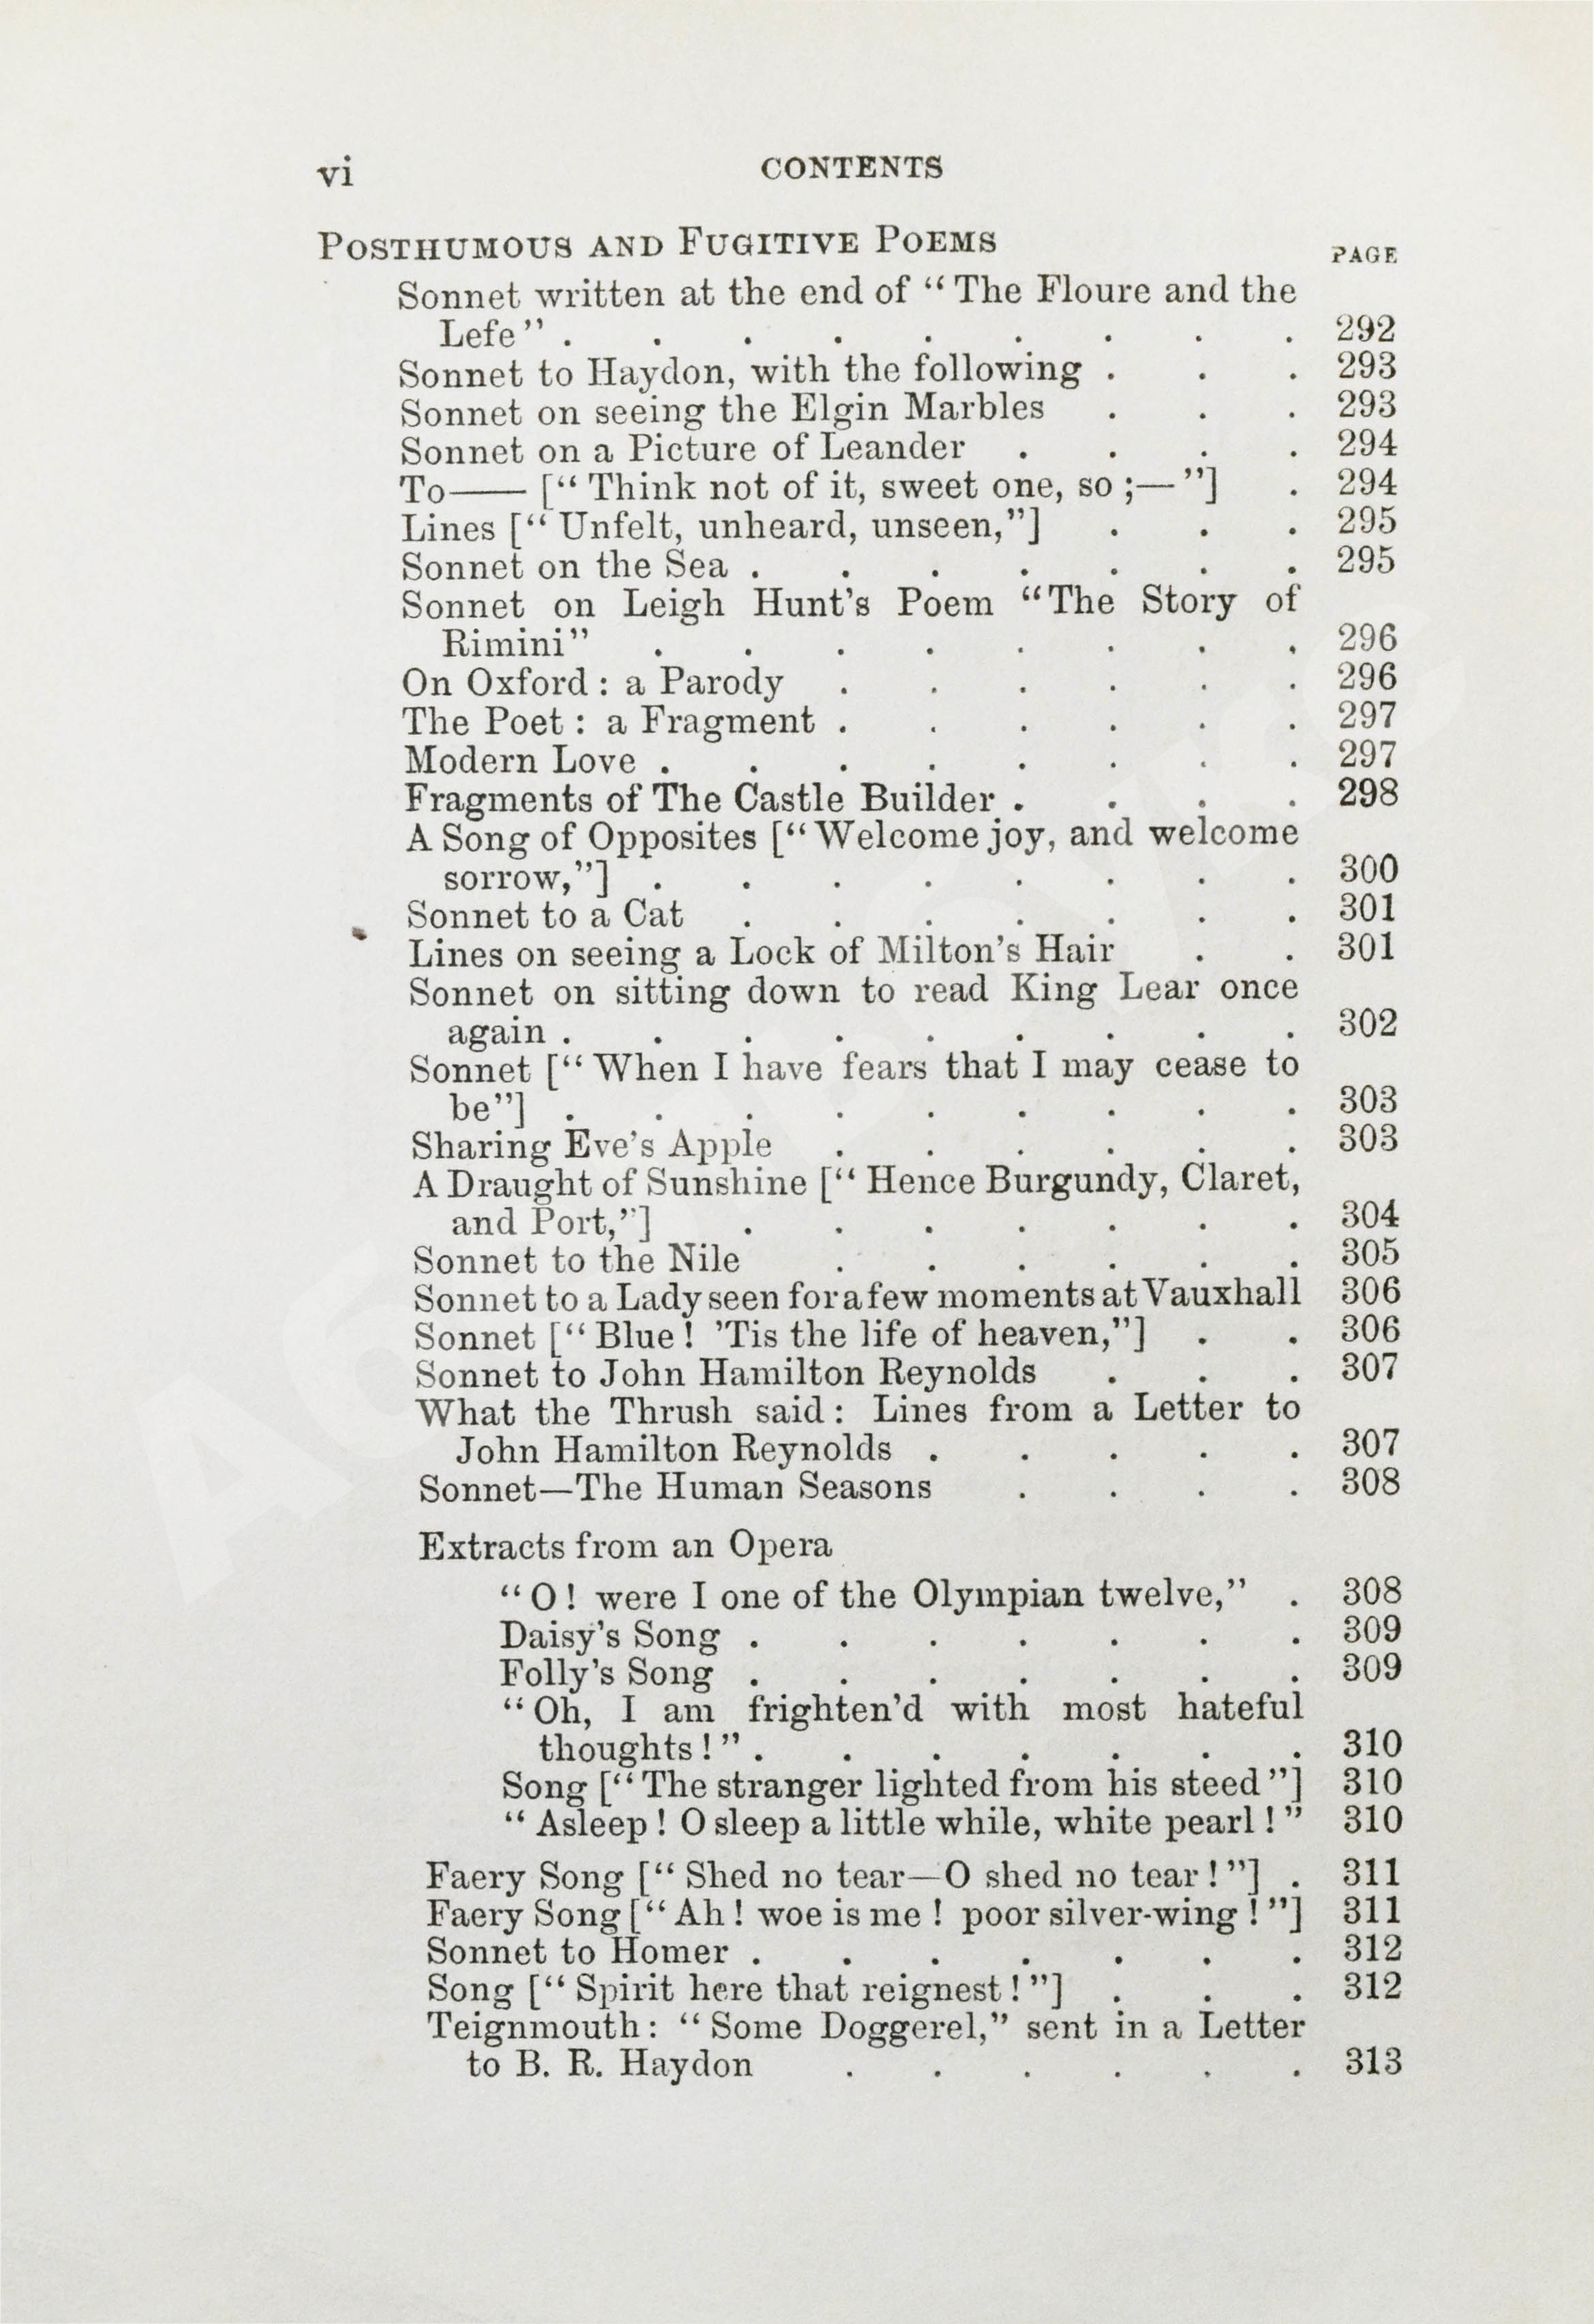 vi CONTENTS
POSTHUMOUS AND FUGITIVE POEMS PAGE
Sonnet written at the end of “The Floure and the
Lefe” . . . . . . . . . 292
Sonnet to Haydon, with the following . . . 293
Sonnet on seeing the Elgin Marbles . . . 293
Sonnet on a Picture of Leander . . . . 294
To—— [“Think not of it, sweet one, so ;—”] . 294
Lines [“Unfelt, unheard, unseen,”] . . . 295
Sonnet on the Sea . . . . . . . 295
Sonnet on Leigh Hunt's Poem “The Story of
Rimini” . . . . . . . . 296
On Oxford : a Parody . . . . . . 296
The Poet : a Fragment . . . . . . 297
Modern Love . . . . . . . . 297
Fragments of The Castle Builder . . . . 298
A Song of Opposites [“Welcome joy, and welcome
sorrow,”] . . . . . . . . 300
Sonnet to a Cat . . . . . . . 301
Lines on seeing a Lock of Milton's Hair . . 301
Sonnet on sitting down to read King Lear once
again . . . . . . . . . 302
Sonnet [“When I have fears that I may cease to
be”] . . . . . . . . . 303
Sharing Eve's Apple . . . . . . 303
A Draught of Sunshine [“Hence Burgundy, Claret,
and Port,”] . . . . . . . 304
Sonnet to the Nile . . . . . . 305
Sonnet to a Lady seen for a few moments at Vauxhall 306
Sonnet [“Blue ! 'Tis the life of heaven,”] . . 306
Sonnet to John Hamilton Reynolds . . . 307
What the Thrush said : Lines from a Letter to
John Hamilton Reynolds . . . . . 307
Sonnet—The Human Seasons . . . . 308
Extracts from an Opera
“O ! were I one of the Olympian twelve,” . 308
Daisy's Song . . . . . . . 309
Folly's Song . . . . . . . 309
“Oh, I am frighten'd with most hateful
thoughts !” . . . . . . . 310
Song [“The stranger lighted from his steed”] 310
“Asleep ! O sleep a little while, white pearl !” 310
Faery Song [“Shed no tear—O shed no tear !”] . 311
Faery Song [“Ah ! woe is me ! poor silver-wing !”] 311
Sonnet to Homer . . . . . . . 312
Song [“Spirit here that reignest !”] . . . 312
Teignmouth : “Some Doggerel,” sent in a Letter
to B. R. Haydon . . . . . . 313